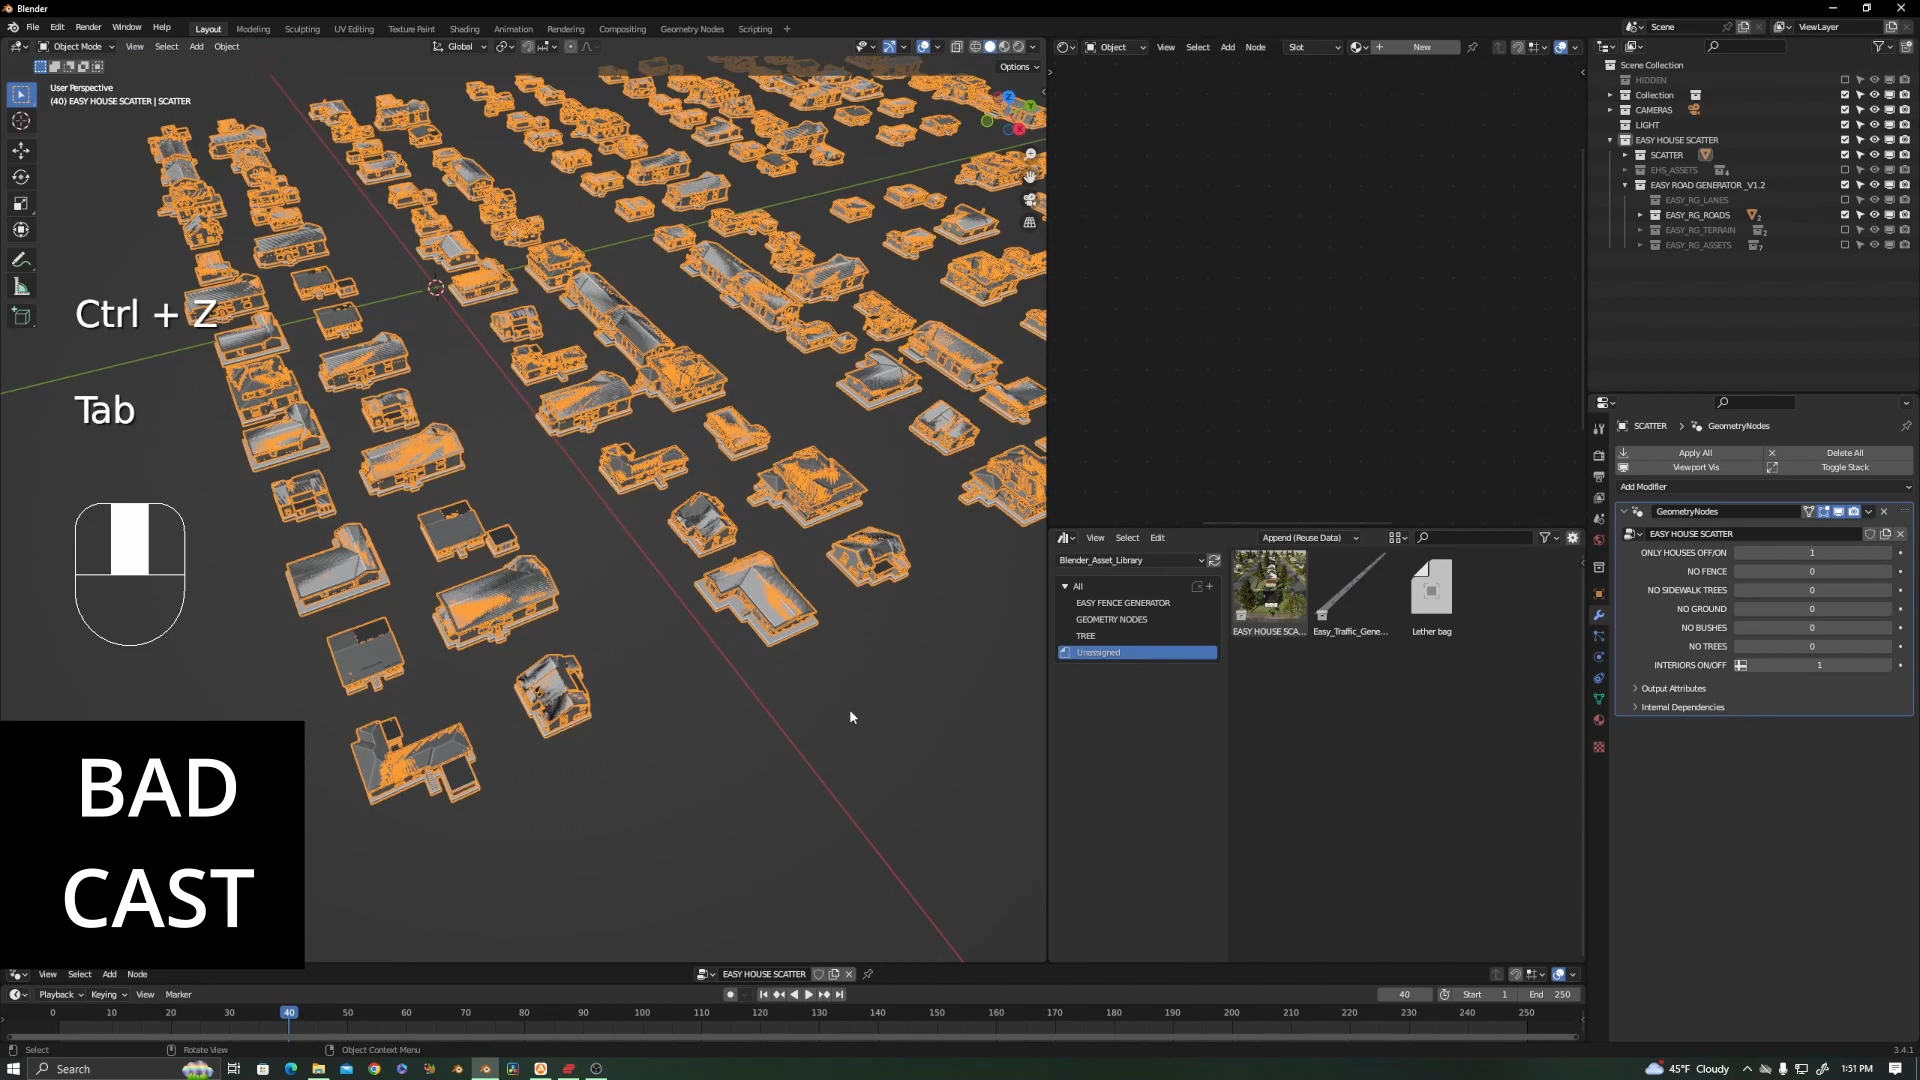 Blender
File Edit Render Window Help Layout Modeling Sculpting UV Editing Texture Paint Shading Animation Rendering Compositing Geometry Nodes Scripting +
Scene ViewLayer
Object Mode View Select Add Object Global
Options
Object View Select Add Node Slot New
User Perspective
(40) EASY HOUSE SCATTER | SCATTER
Ctrl + Z
Tab
BAD
CAST
Scene Collection
HIDDEN
Collection
CAMERAS
LIGHT
EASY HOUSE SCATTER
SCATTER
EHS_ASSETS 4
EASY ROAD GENERATOR _V1.2
EASY_RG_LANES
EASY_RG_ROADS 2
EASY_RG_TERRAIN 2
EASY_RG_ASSETS 7
SCATTER > GeometryNodes
Apply All Delete All
Viewport Vis Toggle Stack
Add Modifier
GeometryNodes
EASY HOUSE SCATTER
ONLY HOUSES OFF/ON 1
NO FENCE 0
NO SIDEWALK TREES 0
NO GROUND 0
NO BUSHES 0
NO TREES 0
INTERIORS ON/OFF 1
Output Attributes
Internal Dependencies
View Select Edit Append (Reuse Data)
Blender_Asset_Library
All
EASY FENCE GENERATOR
GEOMETRY NODES
TREE
Unassigned
EASY HOUSE SCA... Easy_Traffic_Gene... Lether bag
View Select Add Node EASY HOUSE SCATTER
Playback Keying View Marker 40 Start 1 End 250
0 10 20 30 40 50 60 70 80 90 100 110 120 130 140 150 160 170 180 190 200 210 220 230 240 250
Select Rotate View Object Context Menu 3.4.1
Search 45°F Cloudy 1:51 PM